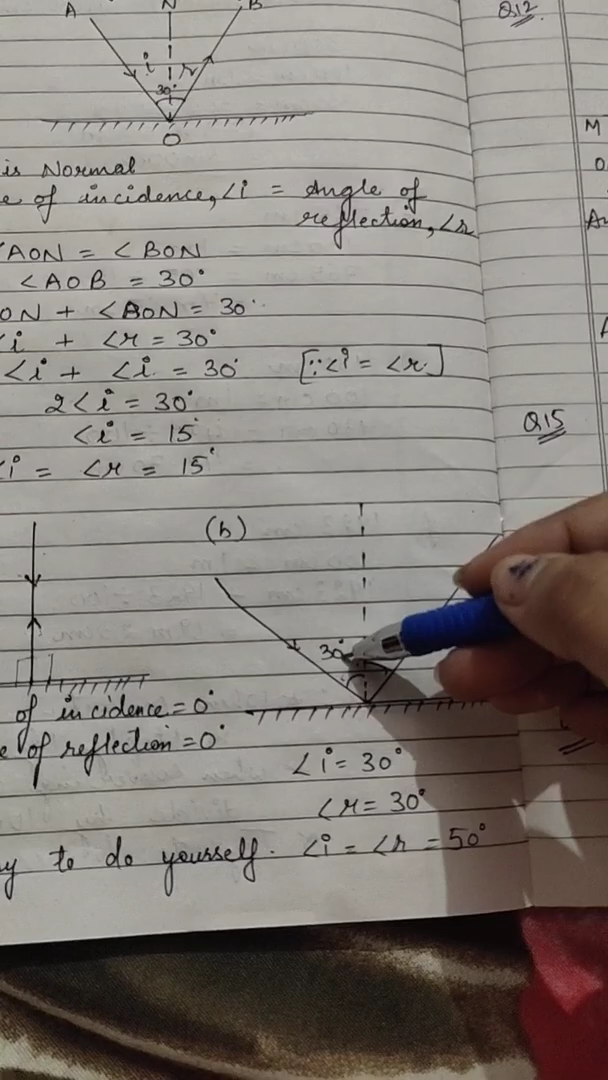 A N B
Q12.
i r
30°
O
is Normal
e of incidence, ∠i = Angle of
reflection, ∠r
∠AON = ∠BON
∠AOB = 30°
ON + ∠BON = 30°
∠i + ∠r = 30°
∠i + ∠i = 30° [∵∠i = ∠r]
2∠i = 30°
∠i = 15°
∠i = ∠r = 15°
M
O
A
Q15
(b)
30°
of incidence = 0°
e of reflection = 0°
∠i = 30°
∠r = 30°
y to do yourself. ∠i = ∠r = 50°